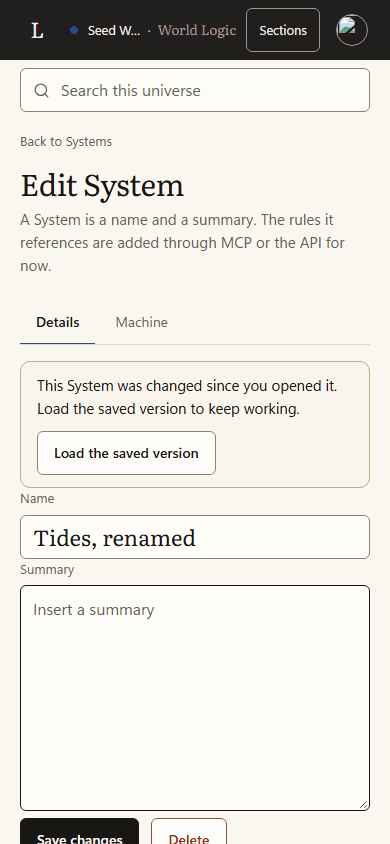 L
Seed W... · World Logic
Sections
Search this universe
Back to Systems
Edit System
A System is a name and a summary. The rules it
references are added through MCP or the API for
now.
Details
Machine
This System was changed since you opened it.
Load the saved version to keep working.
Load the saved version
Name
Tides, renamed
Summary
Insert a summary
Save changes
Delete